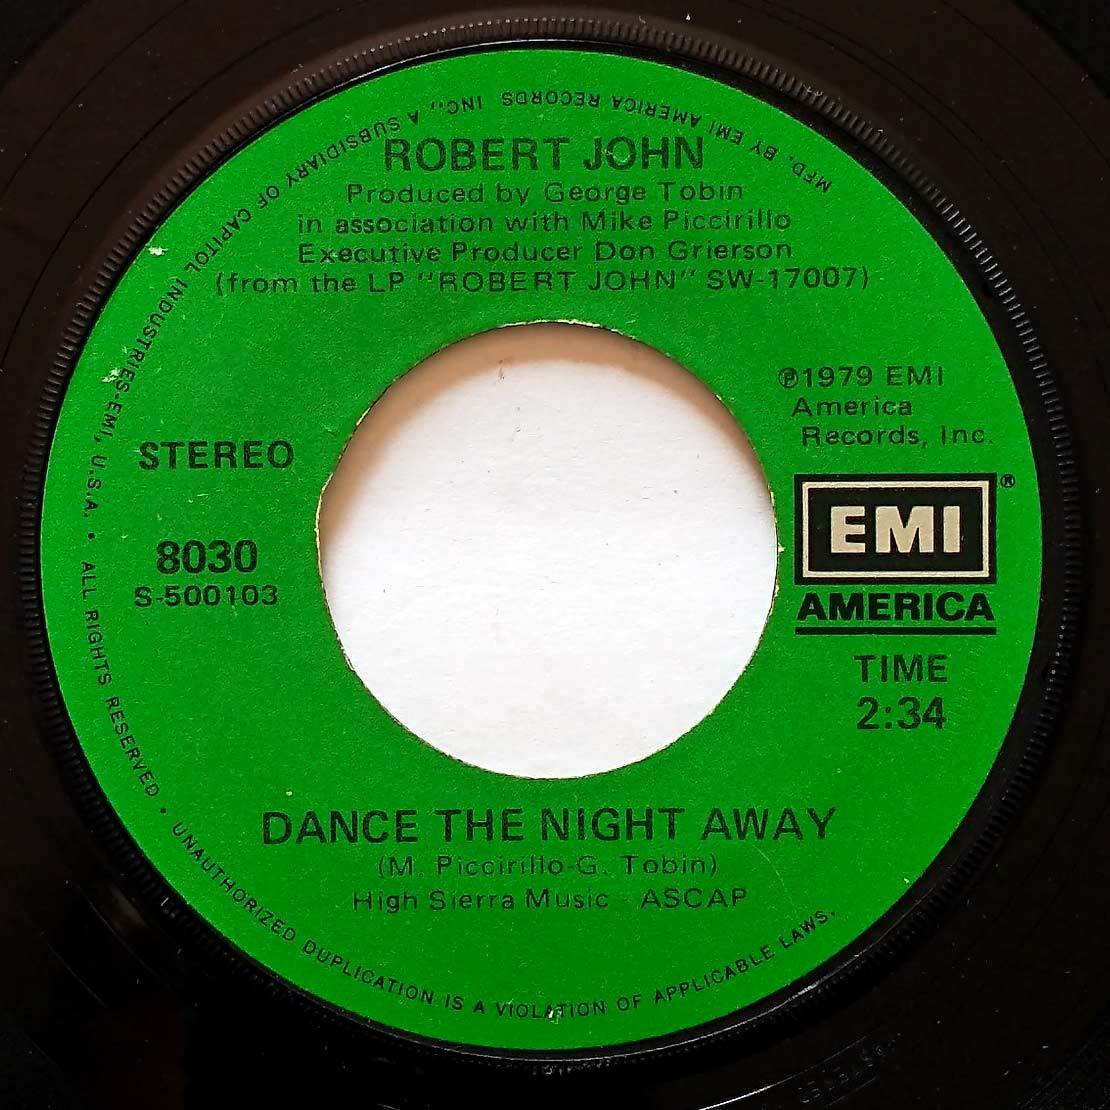 ROBERT JOHN
Produced by George Tobin
in association with Mike Piccirillo
Executive Producer Don Grierson
(from the LP "ROBERT JOHN" SW-17007)
℗1979 EMI
America
Records, Inc.
STEREO
8030
S-500103
EMI®
AMERICA
TIME
2:34
DANCE THE NIGHT AWAY
(M. Piccirillo-G. Tobin)
High Sierra Music - ASCAP
MFD. BY EMI AMERICA RECORDS, INC., A SUBSIDIARY OF CAPITOL INDUSTRIES-EMI, U.S.A. • ALL RIGHTS RESERVED • UNAUTHORIZED DUPLICATION IS A VIOLATION OF APPLICABLE LAWS.